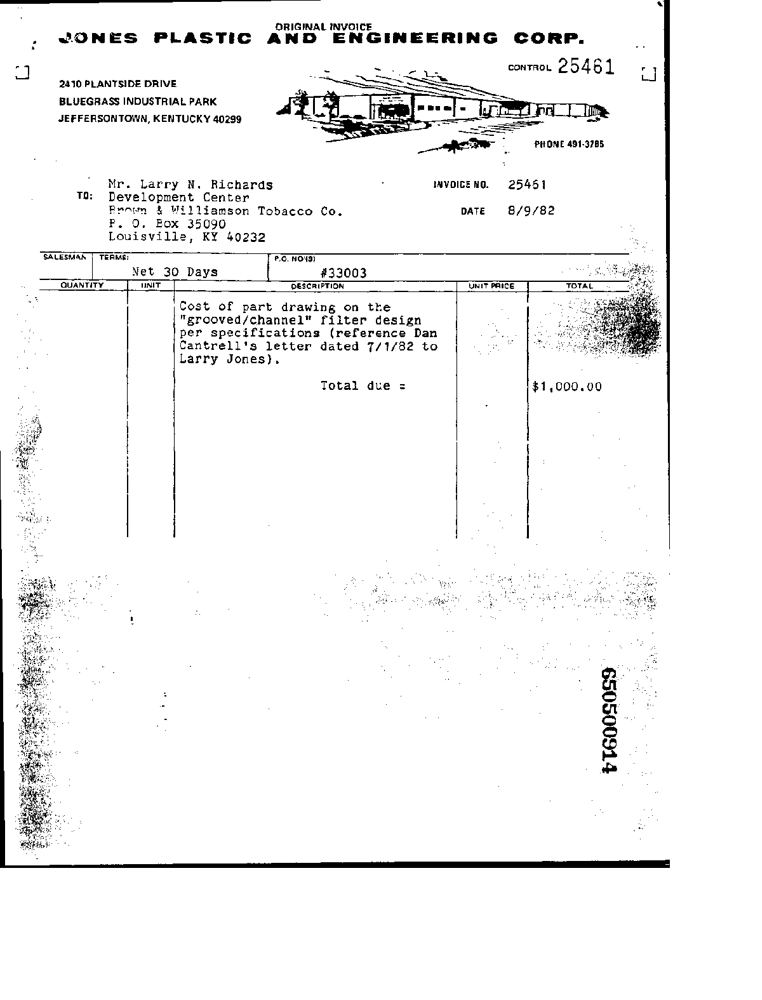 ORIGINAL INVOICE
JONES PLASTIC AND ENGINEERING CORP.
CONTROL 25461
2410 PLANTSIDE DRIVE
BLUEGRASS INDUSTRIAL PARK
JEFFERSONTOWN, KENTUCKY 40299
PHONE 491-3785
TO: Mr. Larry N. Richards
Development Center
Brown & Williamson Tobacco Co.
P. O. Box 35090
Louisville, KY 40232
INVOICE NO. 25461
DATE 8/9/82
SALESMAN TERMS: P.O. NO(S)
Net 30 Days #33003
QUANTITY UNIT DESCRIPTION UNIT PRICE TOTAL
Cost of part drawing on the
"grooved/channel" filter design
per specifications (reference Dan
Cantrell's letter dated 7/1/82 to
Larry Jones).
Total due = $1,000.00
650500914